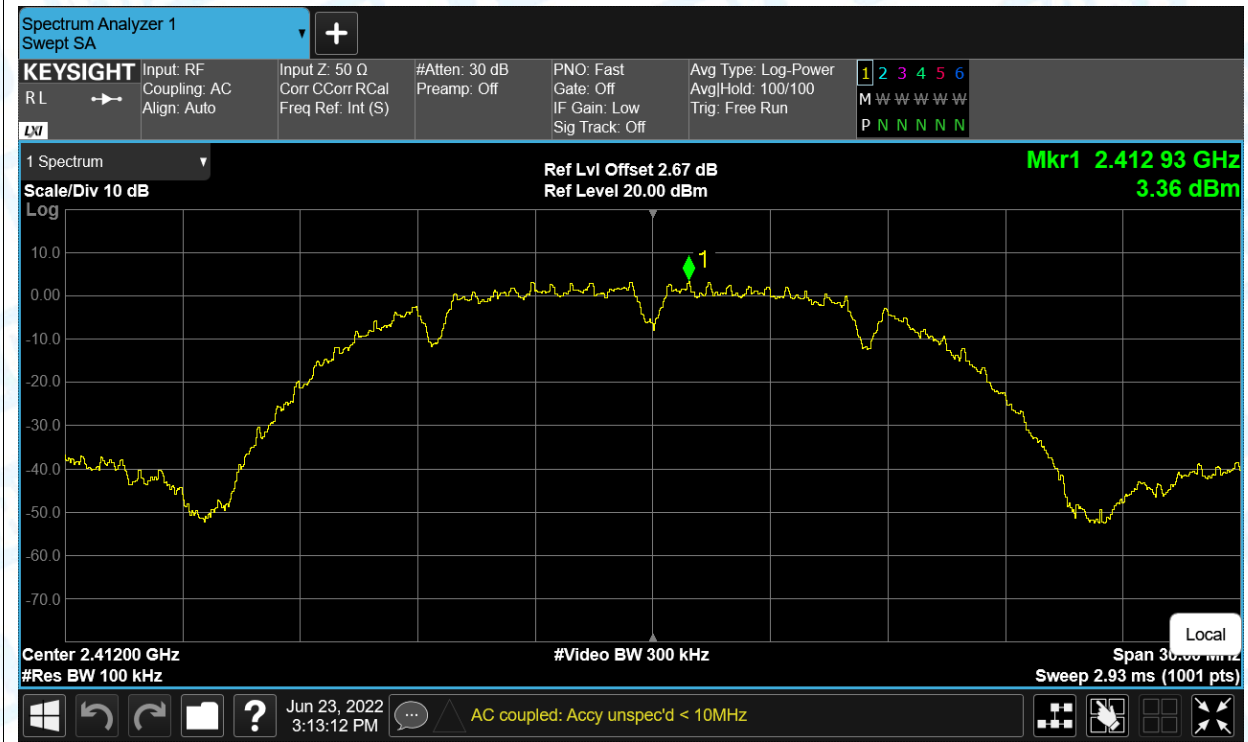 Spectrum Analyzer 1
Swept SA
+
KEYSIGHT
R L
LXI
Input: RF
Coupling: AC
Align: Auto
Input Z: 50 Ω
Corr CCorr RCal
Freq Ref: Int (S)
#Atten: 30 dB
Preamp: Off
PNO: Fast
Gate: Off
IF Gain: Low
Sig Track: Off
Avg Type: Log-Power
Avg|Hold: 100/100
Trig: Free Run
1 2 3 4 5 6
M W W W W W
P N N N N N
1 Spectrum
Scale/Div 10 dB
Log
Ref Lvl Offset 2.67 dB
Ref Level 20.00 dBm
Mkr1 2.412 93 GHz
3.36 dBm
1
10.0
0.00
-10.0
-20.0
-30.0
-40.0
-50.0
-60.0
-70.0
Local
Center 2.41200 GHz
#Res BW 100 kHz
#Video BW 300 kHz
Span 30.00 MHz
Sweep 2.93 ms (1001 pts)
?
Jun 23, 2022
3:13:12 PM
AC coupled: Accy unspec'd < 10MHz